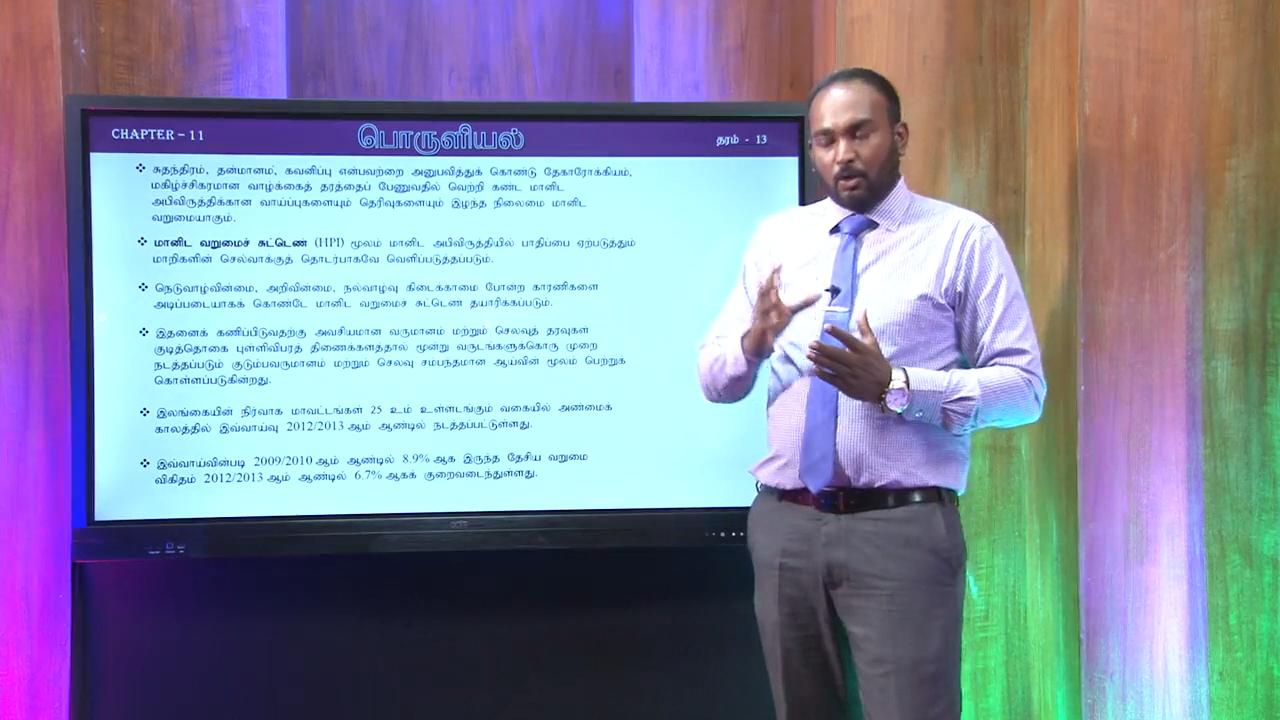 CHAPTER – 11
பொருளியல்
தரம் - 13
❖ சுதந்திரம், தன்மானம், கவனிப்பு என்பவற்றை அனுபவித்துக் கொண்டு தேகாரோக்கியம்,
மகிழ்ச்சிகரமான வாழ்க்கைத் தரத்தைப் பேணுவதில் வெற்றி கண்ட மானிட
அபிவிருத்திக்கான வாய்ப்புகளையும் தெரிவுகளையும் இழந்த நிலைமை மானிட
வறுமையாகும்.
❖ மானிட வறுமைச் சுட்டெண் (HPI) மூலம் மானிட அபிவிருத்தியில் பாதிப்பை ஏற்படுத்தும்
மாறிகளின் செல்வாக்குத் தொடர்பாகவே வெளிப்படுத்தப்படும்.
❖ நெடுவாழ்வின்மை, அறிவின்மை, நல்வாழ்வு கிடைக்காமை போன்ற காரணிகளை
அடிப்படையாகக் கொண்டே மானிட வறுமைச் சுட்டெண் தயாரிக்கப்படும்.
❖ இதனைக் கணிப்பிடுவதற்கு அவசியமான வருமானம் மற்றும் செலவுத் தரவுகள்
குடித்தொகை புள்ளிவிபரத் திணைக்களத்தால் மூன்று வருடங்களுக்கொரு முறை
நடத்தப்படும் குடும்பவருமானம் மற்றும் செலவு சம்பந்தமான ஆய்வின் மூலம் பெற்றுக்
கொள்ளப்படுகின்றது.
❖ இலங்கையின் நிர்வாக மாவட்டங்கள் 25 உம் உள்ளடங்கும் வகையில் அண்மைக்
காலத்தில் இவ்வாய்வு 2012/2013 ஆம் ஆண்டில் நடத்தப்பட்டுள்ளது.
❖ இவ்வாய்வின்படி 2009/2010 ஆம் ஆண்டில் 8.9% ஆக இருந்த தேசிய வறுமை
விகிதம் 2012/2013 ஆம் ஆண்டில் 6.7% ஆகக் குறைவடைந்துள்ளது.